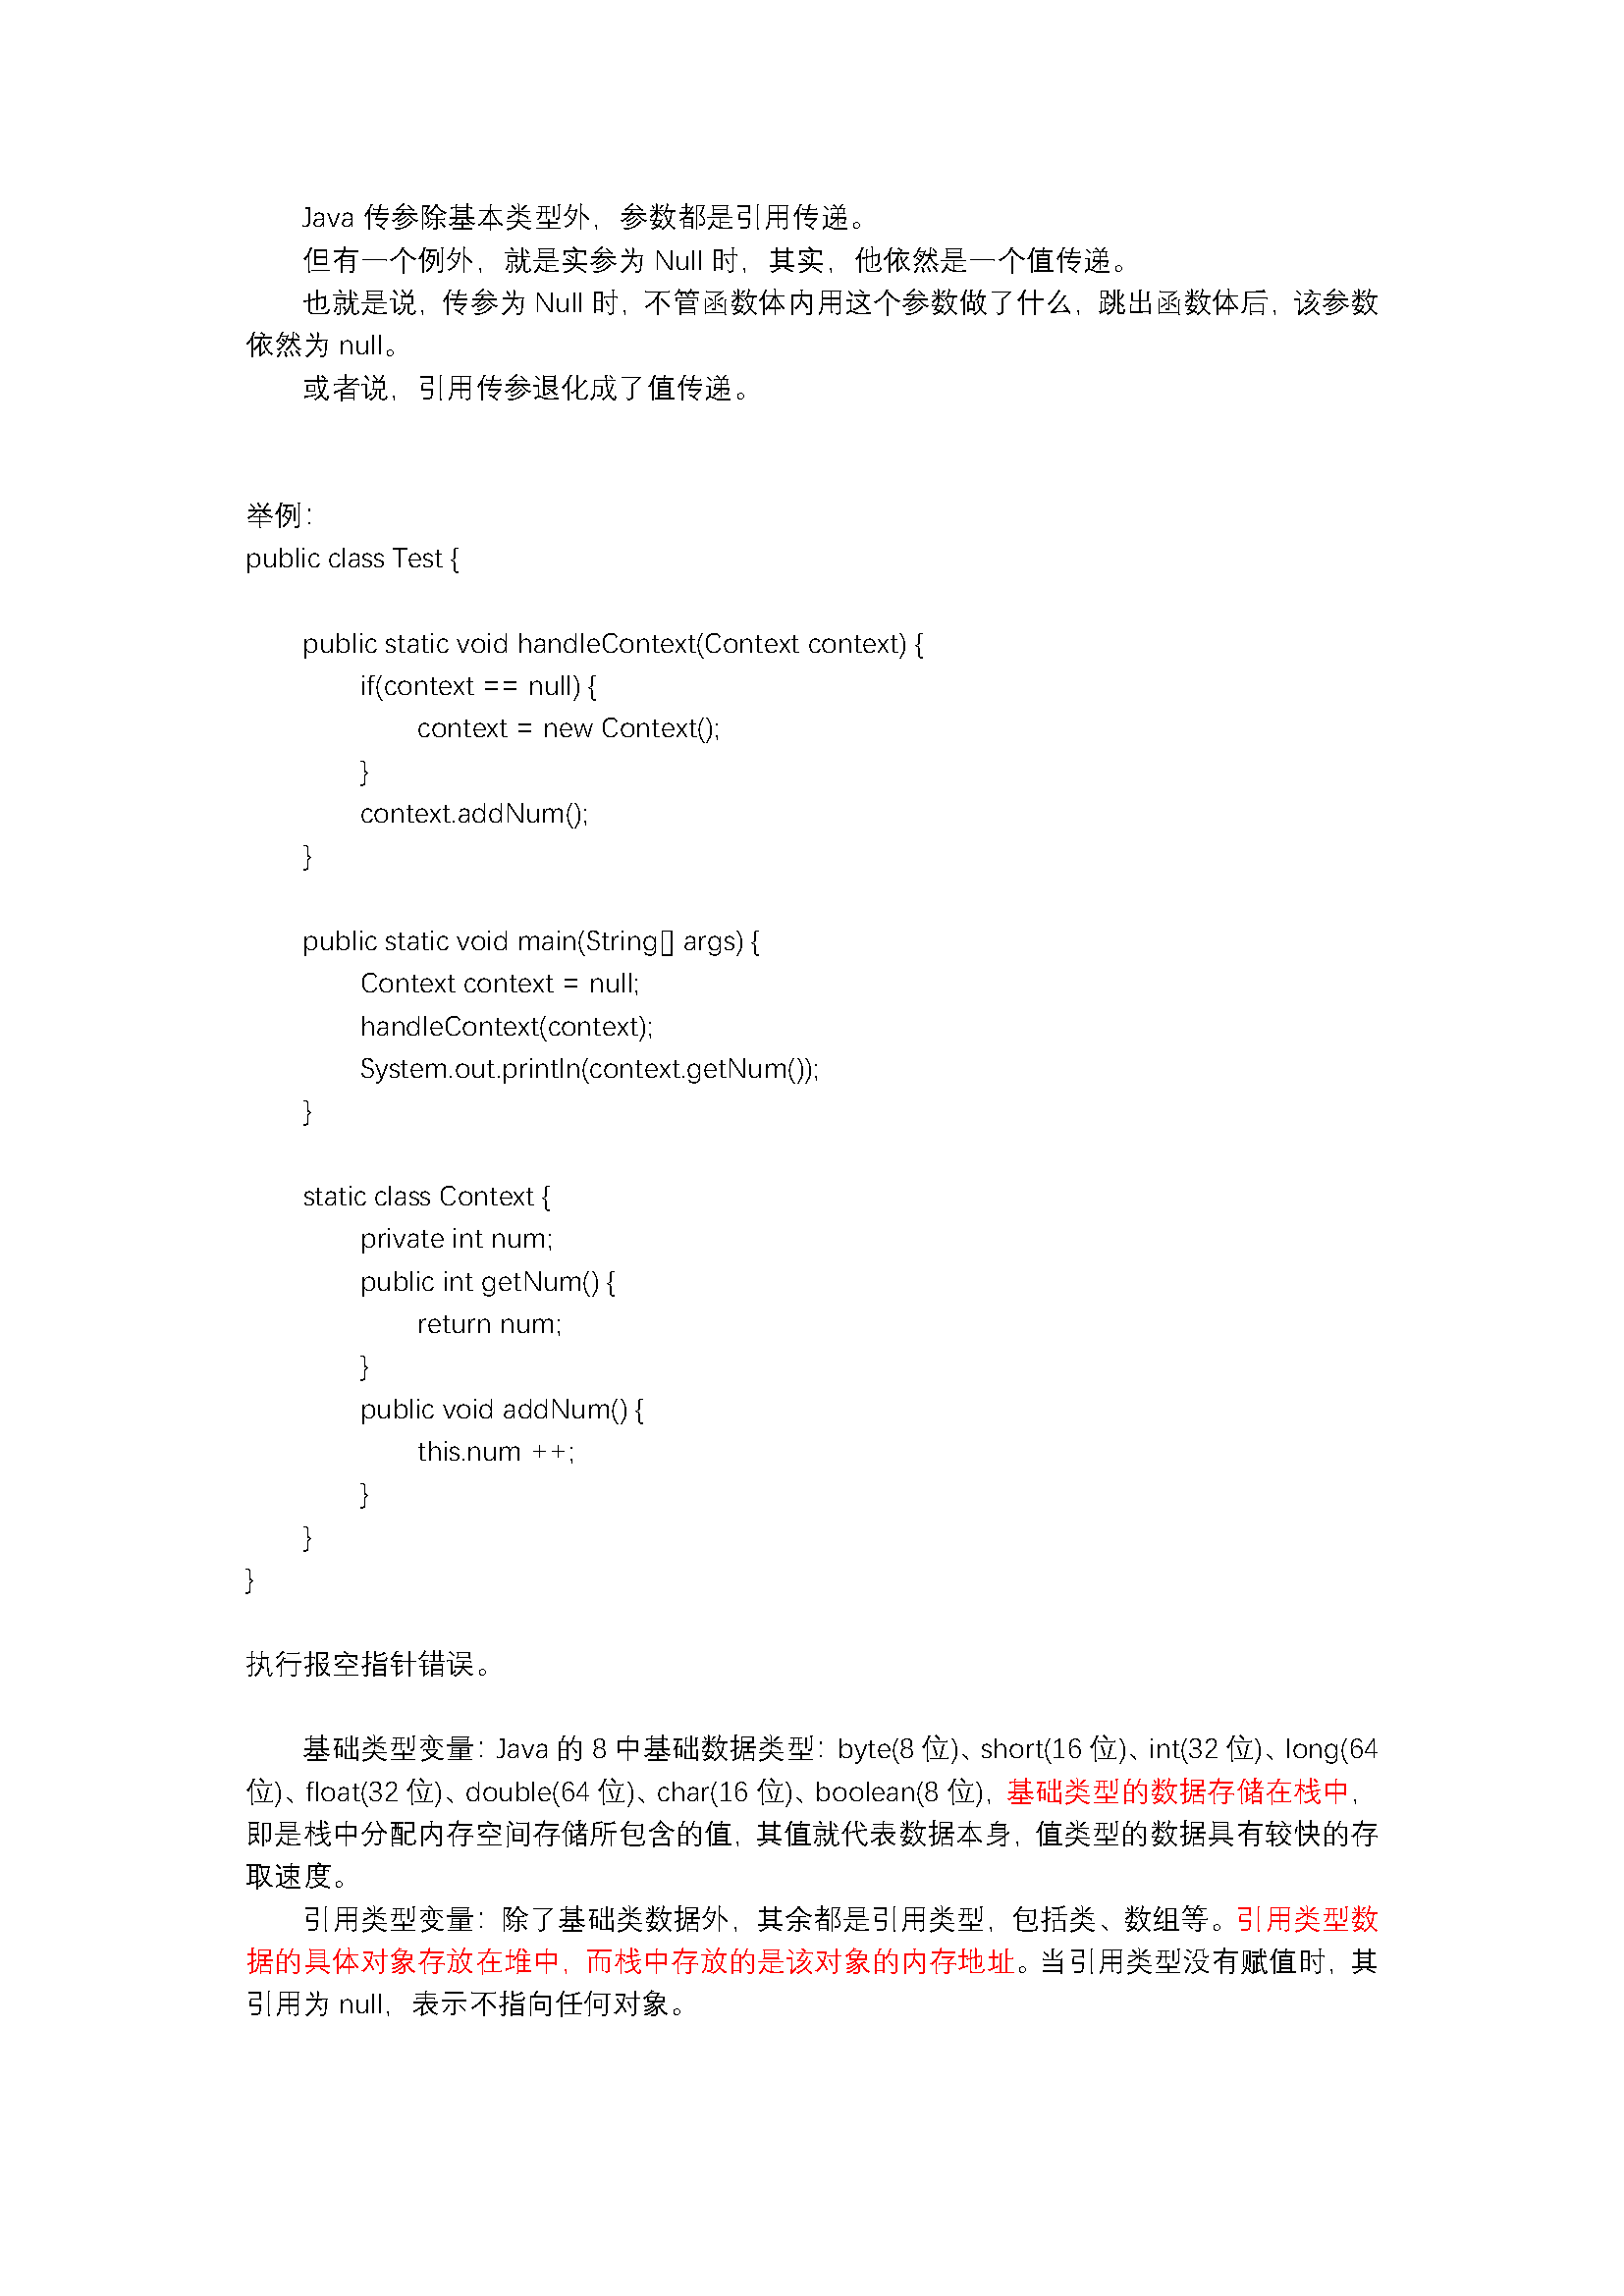 Java 传参除基本类型外，参数都是引用传递。
但有一个例外，就是实参为 Null 时，其实，他依然是一个值传递。
也就是说，传参为 Null 时，不管函数体内用这个参数做了什么，跳出函数体后，该参数
依然为 null。
或者说，引用传参退化成了值传递。
举例：
public class Test {
public static void handleContext(Context context) {
if(context == null) {
context = new Context();
}
context.addNum();
}
public static void main(String[] args) {
Context context = null;
handleContext(context);
System.out.println(context.getNum());
}
static class Context {
private int num;
public int getNum() {
return num;
}
public void addNum() {
this.num ++;
}
}
}
执行报空指针错误。
基础类型变量：Java 的 8 中基础数据类型：byte(8 位)、short(16 位)、int(32 位)、long(64
位)、float(32 位)、double(64 位)、char(16 位)、boolean(8 位)，基础类型的数据存储在栈中，
即是栈中分配内存空间存储所包含的值，其值就代表数据本身，值类型的数据具有较快的存
取速度。
引用类型变量：除了基础类数据外，其余都是引用类型，包括类、数组等。引用类型数
据的具体对象存放在堆中，而栈中存放的是该对象的内存地址。当引用类型没有赋值时，其
引用为 null，表示不指向任何对象。